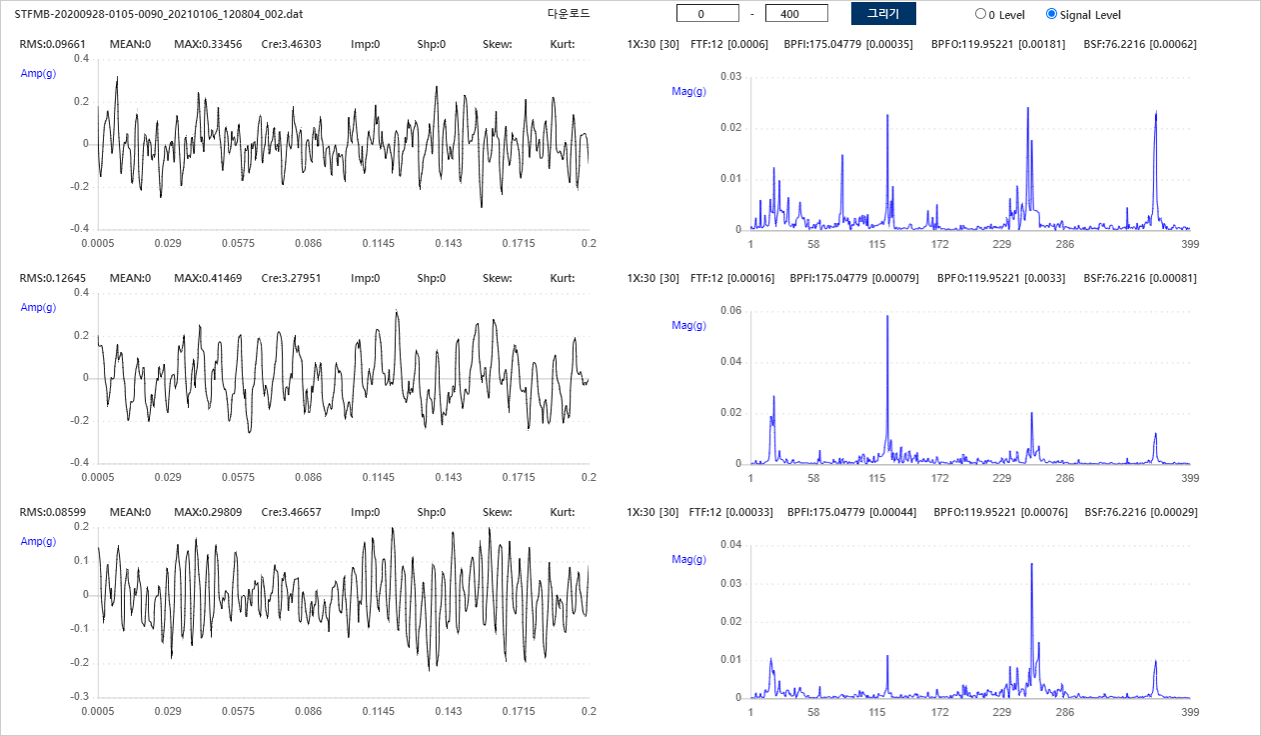 STFMB-20200928-0105-0090_20210106_120804_002.dat 다운로드 0 - 400 그리기 0 Level Signal Level
RMS:0.09661 MEAN:0 MAX:0.33456 Cre:3.46303 Imp:0 Shp:0 Skew: Kurt:
Amp(g)
0.4
0.2
0
-0.2
-0.4
0.0005 0.029 0.0575 0.086 0.1145 0.143 0.1715 0.2
1X:30 [30] FTF:12 [0.0006] BPFI:175.04779 [0.00035] BPFO:119.95221 [0.00181] BSF:76.2216 [0.00062]
Mag(g)
0.03
0.02
0.01
0
1 58 115 172 229 286 399
RMS:0.12645 MEAN:0 MAX:0.41469 Cre:3.27951 Imp:0 Shp:0 Skew: Kurt:
Amp(g)
0.4
0.2
0
-0.2
-0.4
0.0005 0.029 0.0575 0.086 0.1145 0.143 0.1715 0.2
1X:30 [30] FTF:12 [0.00016] BPFI:175.04779 [0.00079] BPFO:119.95221 [0.0033] BSF:76.2216 [0.00081]
Mag(g)
0.06
0.04
0.02
0
1 58 115 172 229 286 399
RMS:0.08599 MEAN:0 MAX:0.29809 Cre:3.46657 Imp:0 Shp:0 Skew: Kurt:
Amp(g)
0.2
0.1
0
-0.1
-0.2
-0.3
0.0005 0.029 0.0575 0.086 0.1145 0.143 0.1715 0.2
1X:30 [30] FTF:12 [0.00033] BPFI:175.04779 [0.00044] BPFO:119.95221 [0.00076] BSF:76.2216 [0.00029]
Mag(g)
0.04
0.03
0.02
0.01
0
1 58 115 172 229 286 399